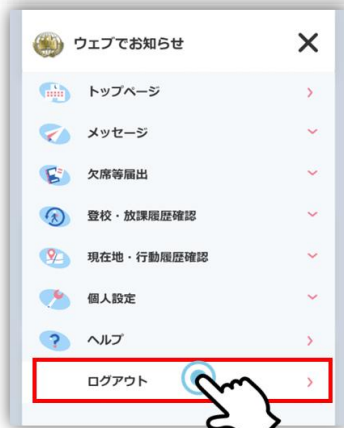 ウェブでお知らせ
トップページ
メッセージ
欠席等届出
登校・放課履歴確認
現在地・行動履歴確認
個人設定
ヘルプ
ログアウト